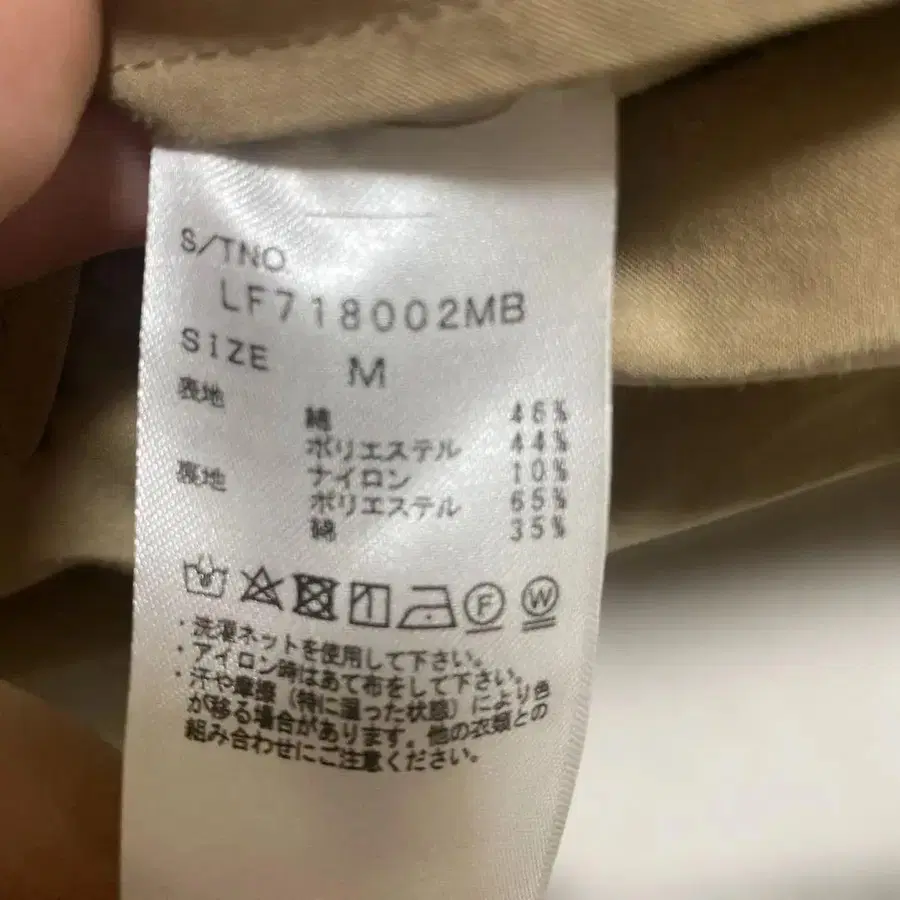 S/TNO
LF718002MB
SIZE M
表地 綿 46%
ポリエステル 44%
ナイロン 10%
裏地 ポリエステル 65%
綿 35%
F W
・洗濯ネットを使用して下さい。
・アイロン時はあて布をして下さい。
・汗や摩擦（特に湿った状態）により色
が移る場合があります。他の衣類との
組み合わせにご注意ください。